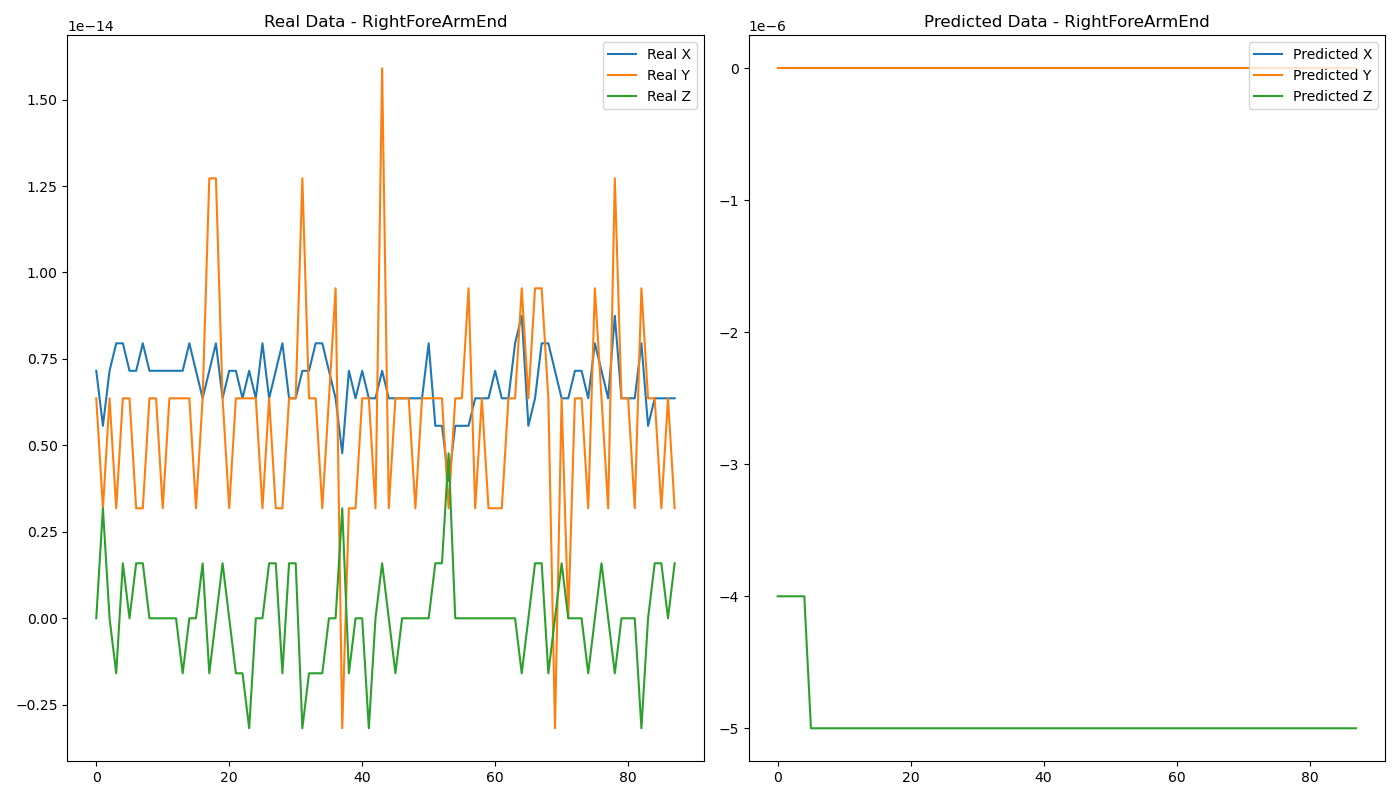 Real Data - RightForeArmEnd
1e−14
Real X
Real Y
Real Z
1.50
1.25
1.00
0.75
0.50
0.25
0.00
−0.25
0 20 40 60 80
Predicted Data - RightForeArmEnd
1e−6
Predicted X
Predicted Y
Predicted Z
0
−1
−2
−3
−4
−5
0 20 40 60 80